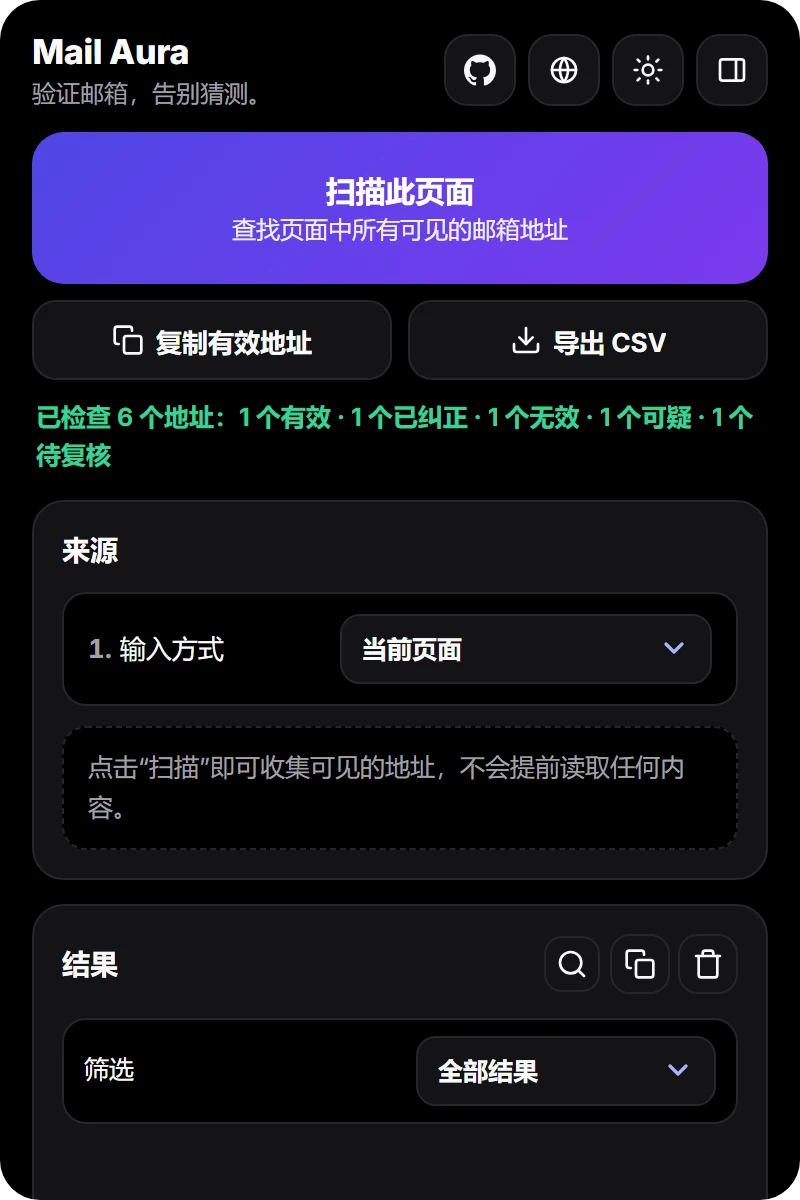 Mail Aura
验证邮箱，告别猜测。
扫描此页面
查找页面中所有可见的邮箱地址
复制有效地址
导出 CSV
已检查 6 个地址：1 个有效 · 1 个已纠正 · 1 个无效 · 1 个可疑 · 1 个
待复核
来源
1. 输入方式
当前页面
点击“扫描”即可收集可见的地址，不会提前读取任何内
容。
结果
筛选
全部结果